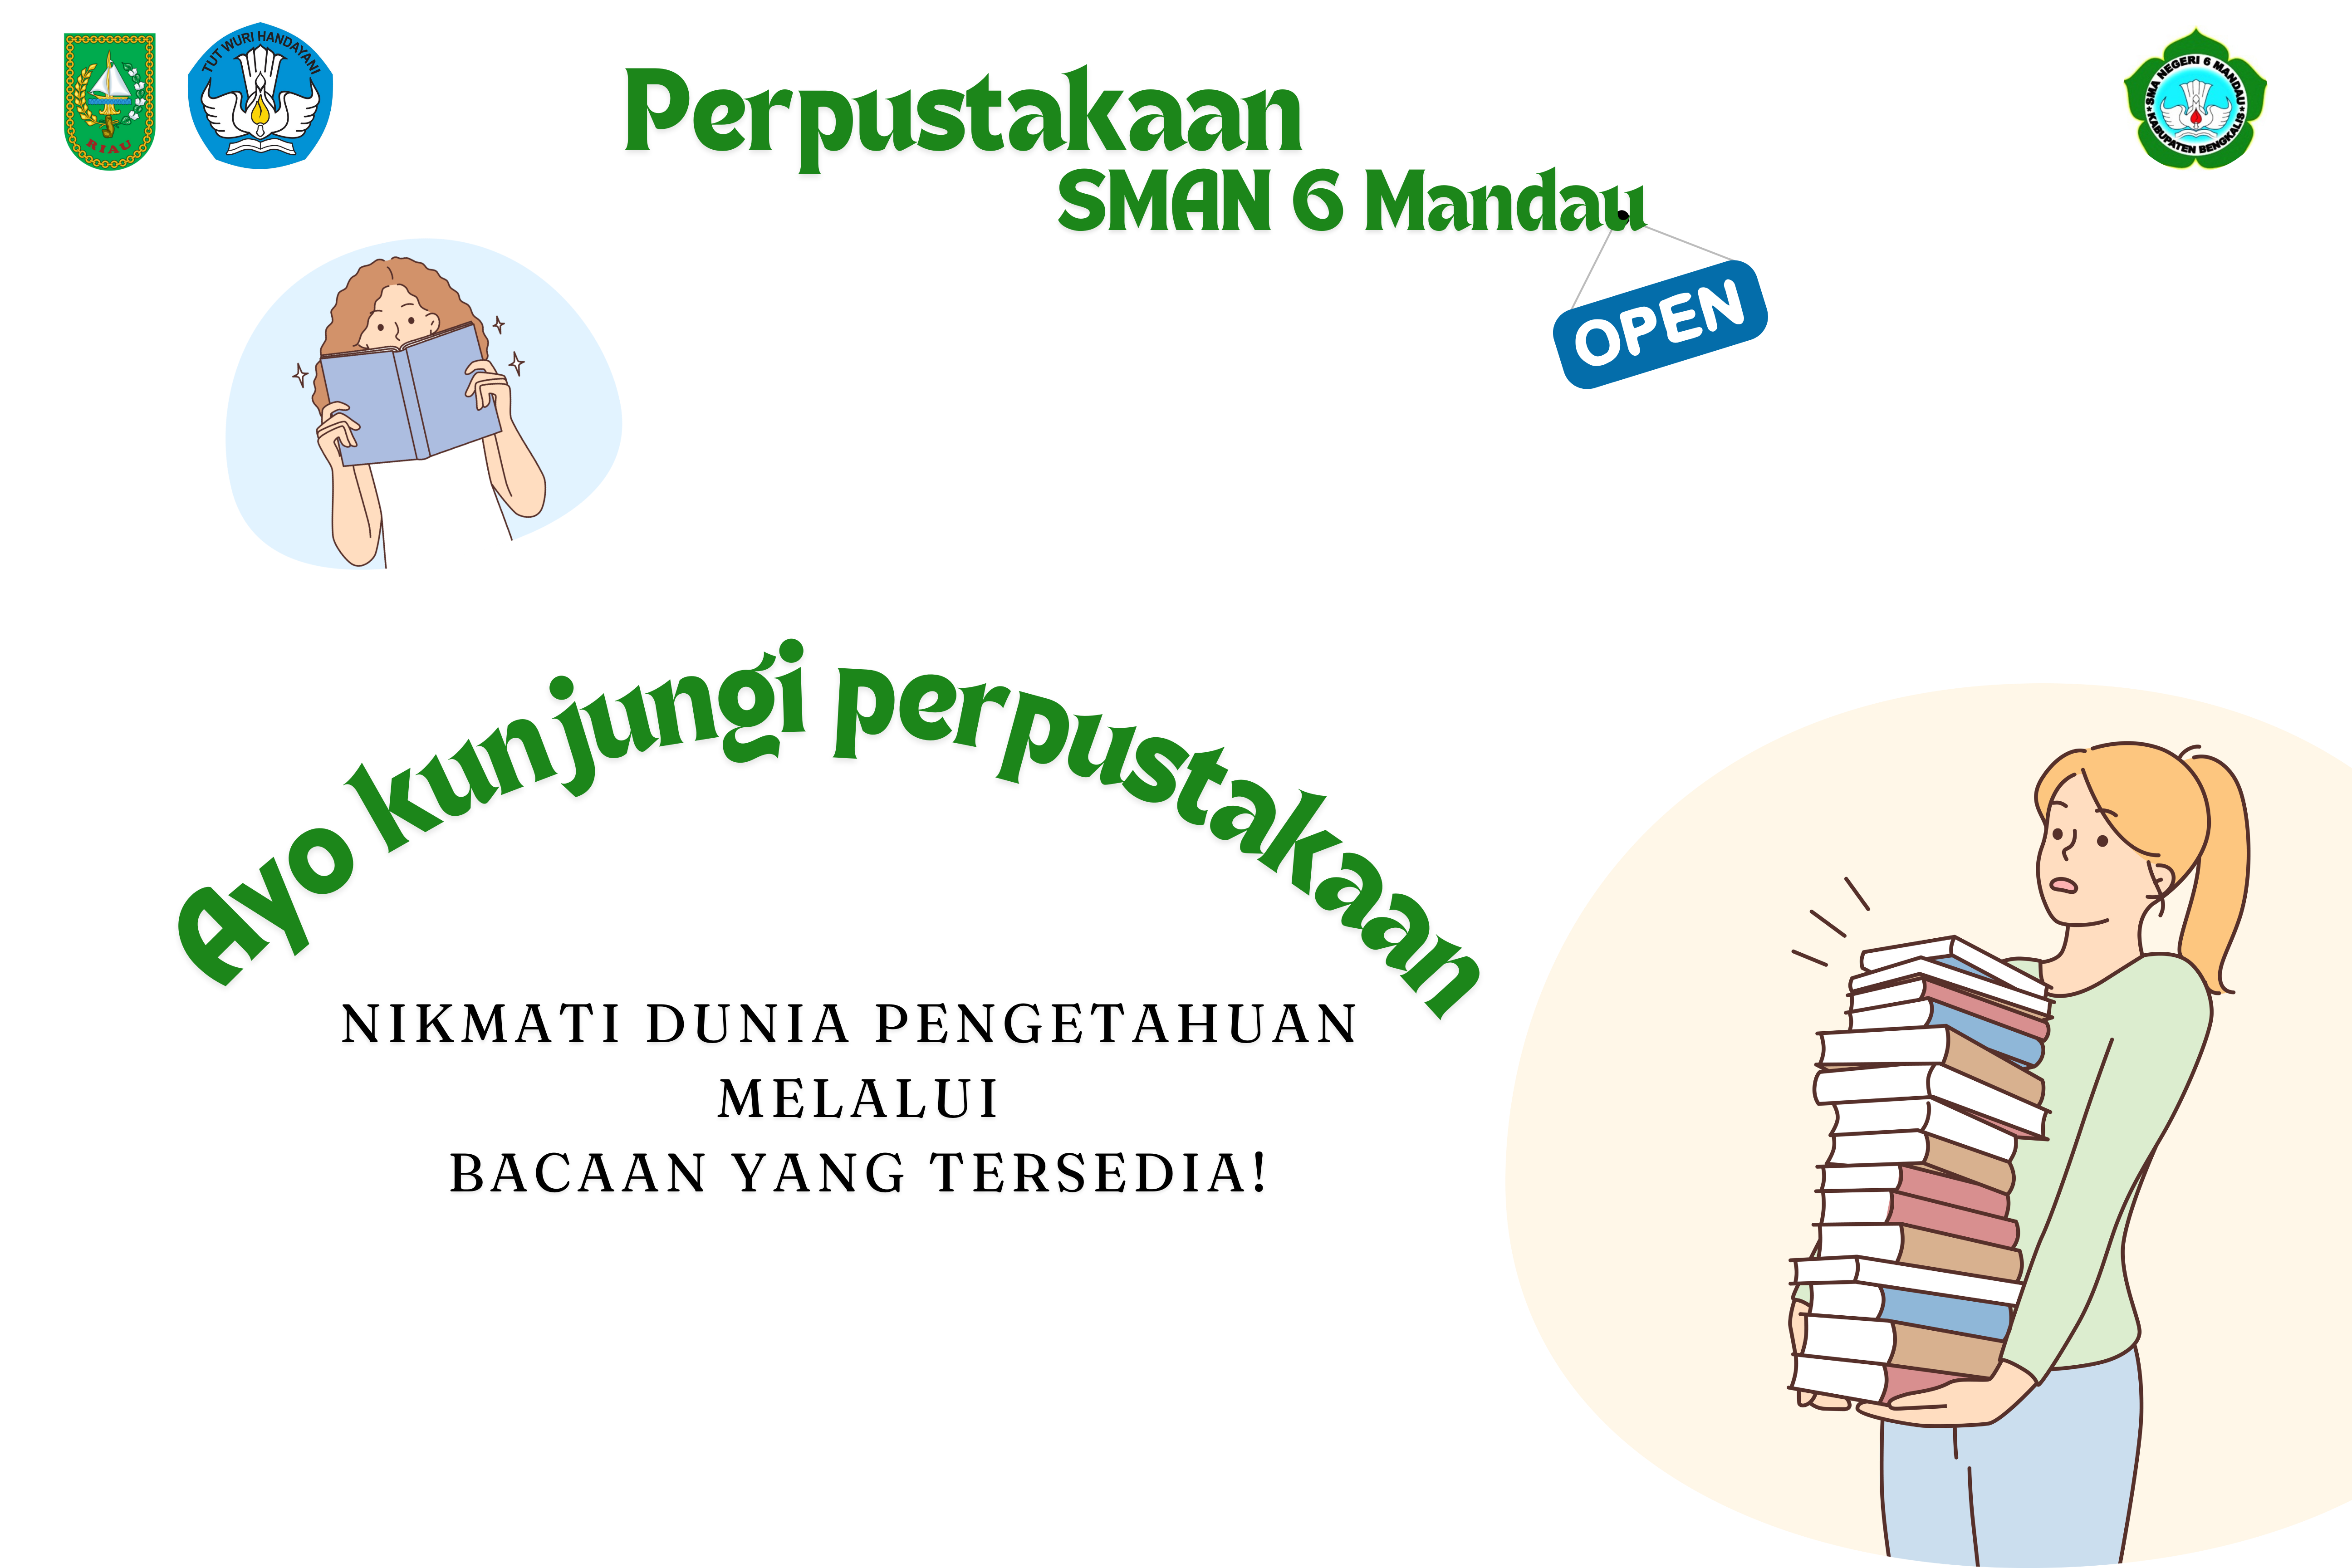 RIAU
TUT WURI HANDAYANI
SMA NEGERI 6 MANDAU
KABUPATEN BENGKALIS
Perpustakaan
SMAN 6 Mandau
OPEN
Ayo kunjungi perpustakaan
NIKMATI DUNIA PENGETAHUAN
MELALUI
BACAAN YANG TERSEDIA!